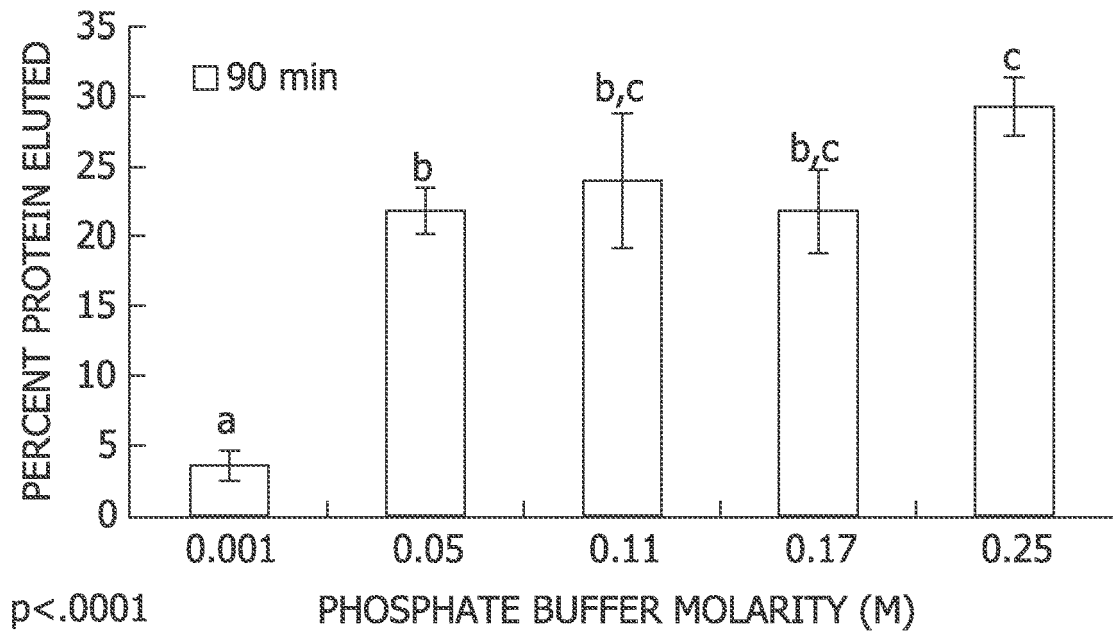 35
30
25
20
15
10
5
0
PERCENT PROTEIN ELUTED
90 min
a
b
b,c
b,c
c
0.001 0.05 0.11 0.17 0.25
p<.0001 PHOSPHATE BUFFER MOLARITY (M)